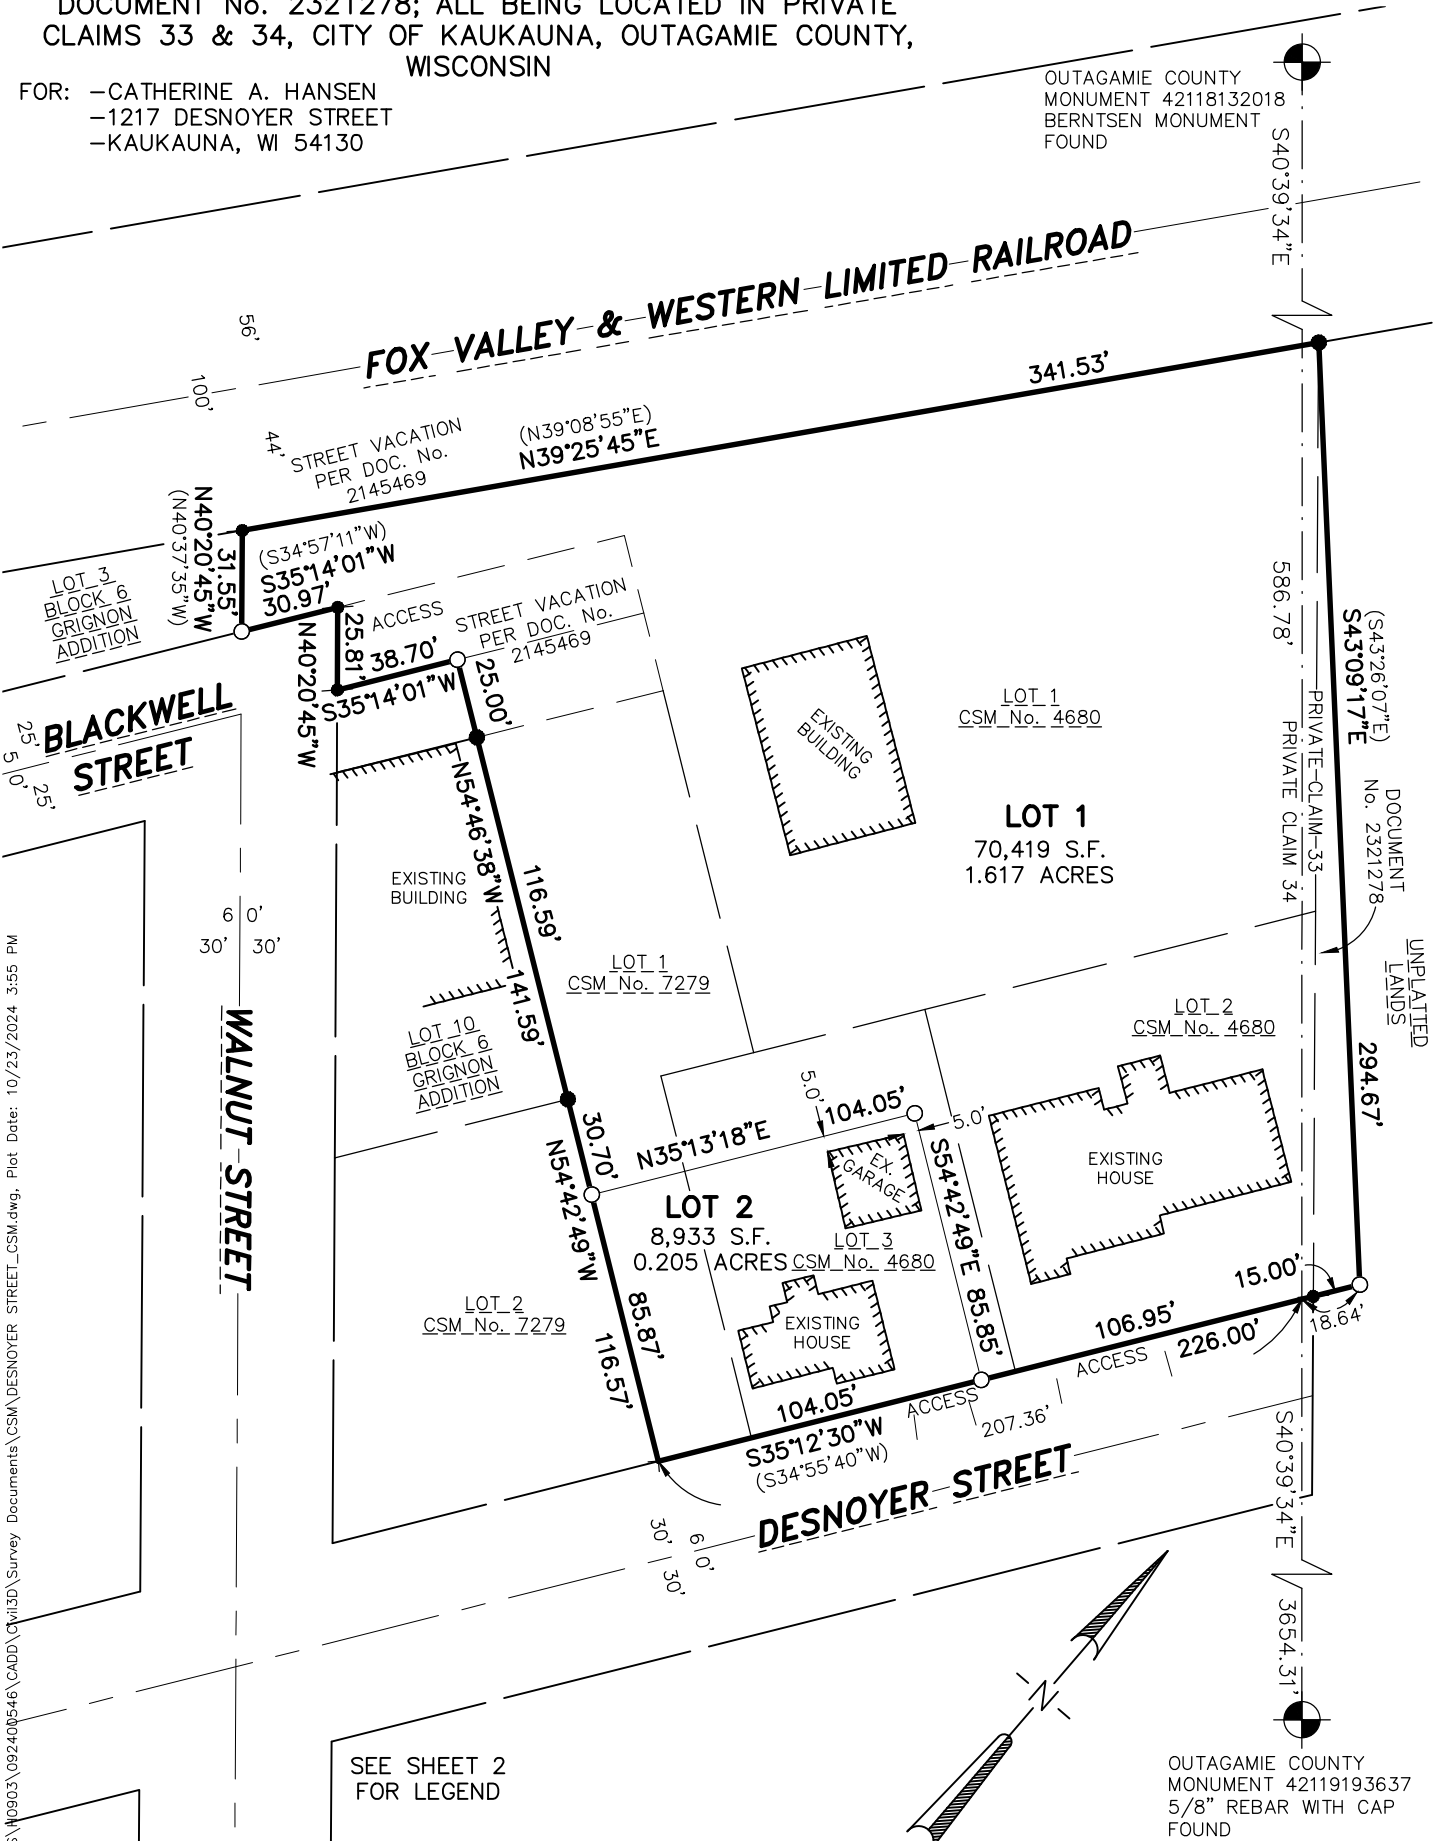 DOCUMENT No. 2321278; ALL BEING LOCATED IN PRIVATE
CLAIMS 33 & 34, CITY OF KAUKAUNA, OUTAGAMIE COUNTY,
WISCONSIN
FOR: -CATHERINE A. HANSEN
-1217 DESNOYER STREET
-KAUKAUNA, WI 54130
OUTAGAMIE COUNTY
MONUMENT 42118132018
BERNTSEN MONUMENT
FOUND
S40°39'34"E
FOX VALLEY & WESTERN LIMITED RAILROAD
56'
100'
44'
341.53'
(N39°08'55"E)
N39°25'45"E
STREET VACATION
PER DOC. No.
2145469
N40°20'45"W
(N40°37'35"W)
31.55'
(S34°57'11"W)
S35°14'01"W
30.97'
LOT 3
BLOCK 6
GRIGNON
ADDITION
ACCESS
25.81'
N40°20'45"W
38.70'
S35°14'01"W
STREET VACATION
PER DOC. No.
2145469
25.00'
BLACKWELL
STREET
25'
50'
25'
586.78'
(S43°26'07"E)
S43°09'17"E
LOT 1
CSM No. 4680
EXISTING
BUILDING
PRIVATE CLAIM 33
PRIVATE CLAIM 34
DOCUMENT
No. 2321278
LOT 1
70,419 S.F.
1.617 ACRES
N54°46'38"W
116.59'
141.59'
EXISTING
BUILDING
60'
30' 30'
LOT 1
CSM No. 7279
UNPLATTED
LANDS
LOT 2
CSM No. 4680
LOT 10
BLOCK 6
GRIGNON
ADDITION
WALNUT STREET
294.67'
5.0'
104.05'
5.0'
N35°13'18"E
30.70'
N54°42'49"W
EX.
GARAGE
S54°42'49"E 85.85'
EXISTING
HOUSE
LOT 2
8,933 S.F.
0.205 ACRES
LOT 3
CSM No. 4680
LOT 2
CSM No. 7279
85.87'
116.57'
EXISTING
HOUSE
15.00'
18.64'
106.95'
226.00'
ACCESS
104.05'
ACCESS
207.36'
S35°12'30"W
(S34°55'40"W)
DESNOYER STREET
30'
60'
30'
S40°39'34"E
3654.31'
N
SEE SHEET 2
FOR LEGEND
OUTAGAMIE COUNTY
MONUMENT 42119193637
5/8" REBAR WITH CAP
FOUND
\H0903\092400546\CADD\Civil3D\Survey Documents\CSM\DESNOYER STREET_CSM.dwg, Plot Date: 10/23/2024 3:55 PM